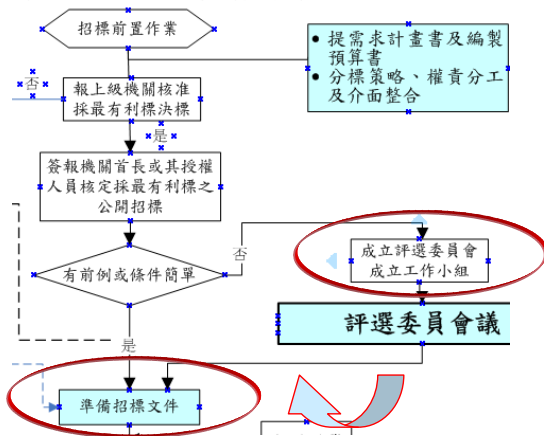 招標前置作業
• 提需求計畫書及編製
預算書
• 分標策略、權責分工
及介面整合
否
報上級機關核准
採最有利標決標
是
簽報機關首長或其授權
人員核定採最有利標之
公開招標
否
有前例或條件簡單
成立評選委員會
成立工作小組
評選委員會議
是
準備招標文件